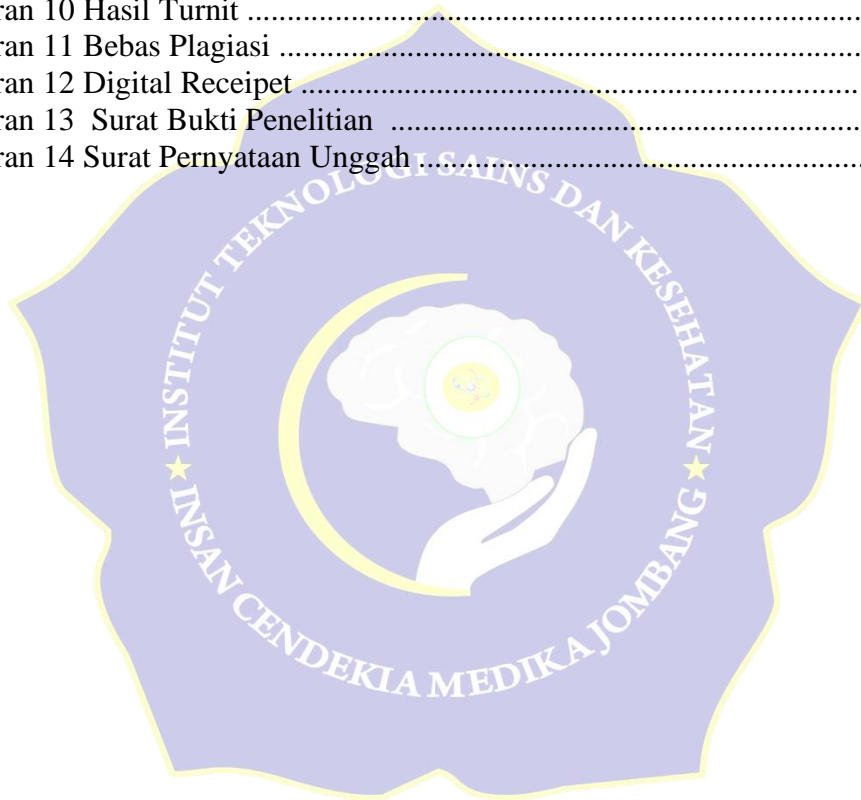 ran 10 Hasil Turnit ..............................................................................
ran 11 Bebas Plagiasi ..........................................................................
ran 12 Digital Receipet .......................................................................
ran 13  Surat Bukti Penelitian  ............................................................
ran 14 Surat Pernyataan Unggah .........................................................
INSTITUT TEKNOLOGI SAINS DAN KESEHATAN
INSAN CENDEKIA MEDIKA JOMBANG